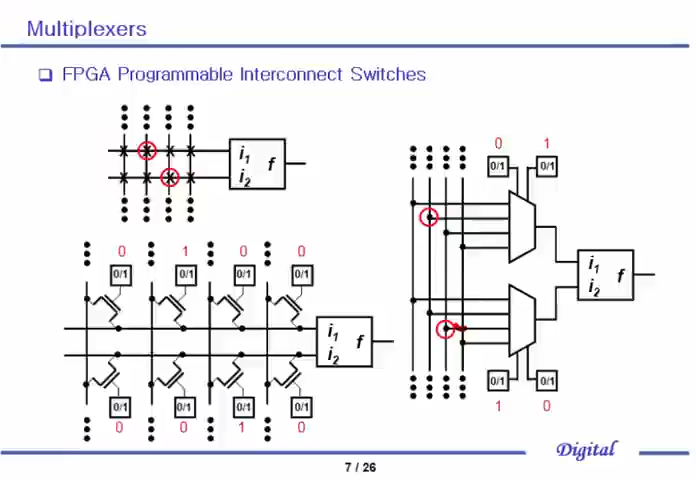 Multiplexers
FPGA Programmable Interconnect Switches
i1
i2
f
0 1
0/1 0/1
0 1 0 0
0/1 0/1 0/1 0/1
i1
i2
f
i1
i2
f
0/1 0/1 0/1 0/1
0 0 1 0
0/1 0/1
1 0
Digital
7 / 26